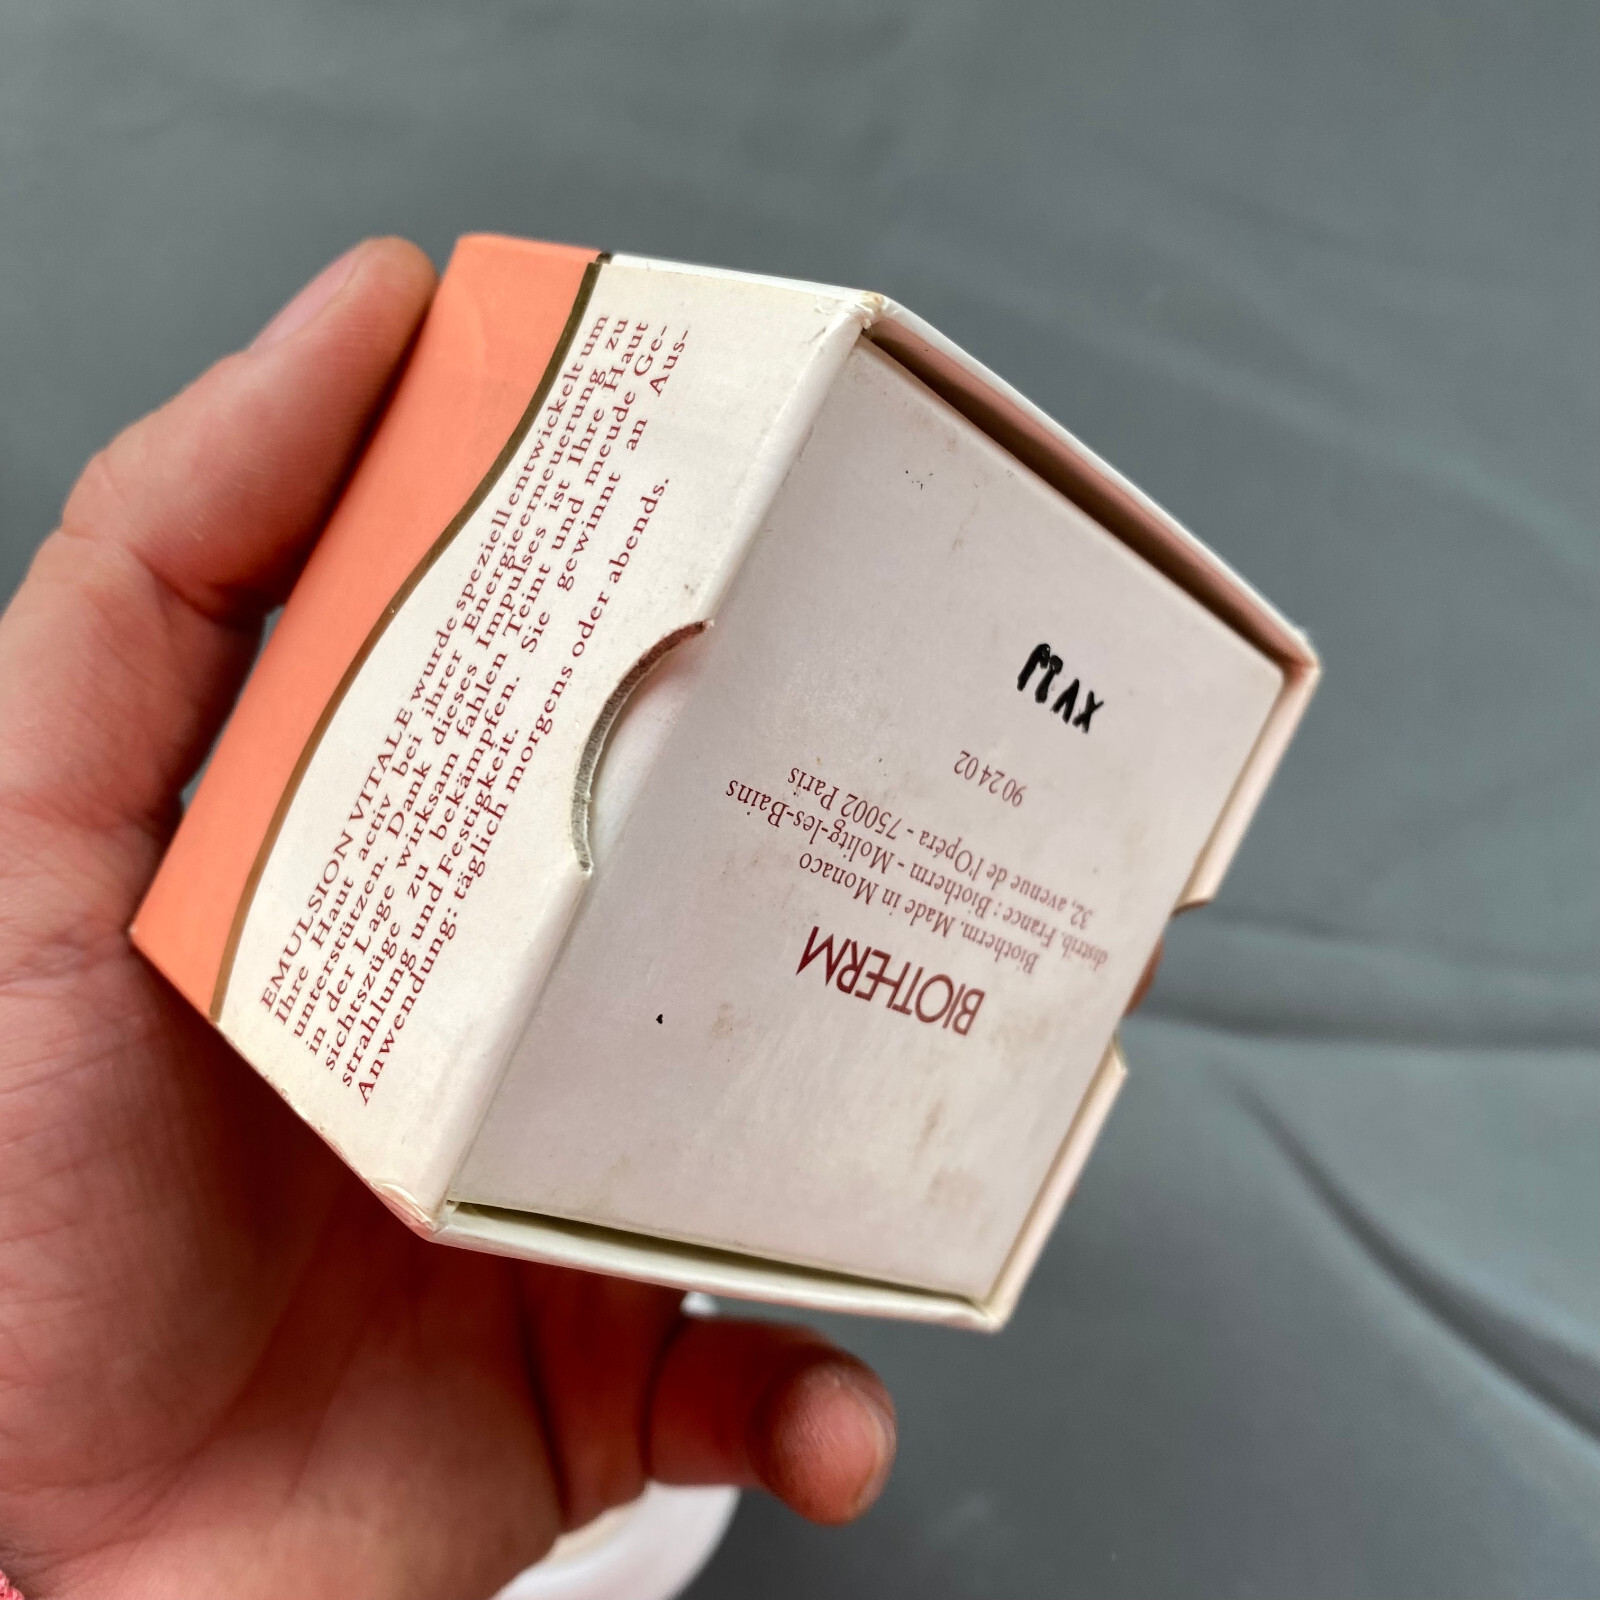 EMULSION VITALE wurde speziell entwickelt um
Ihre Haut activ bei ihrer Energieerneuerung zu
unterstützen. Dank dieses Impulses ist Ihre Haut
in der Lage wirksam fahlen Teint und meude Ge-
sichtszüge zu bekämpfen. Sie gewinnt an Aus-
strahlung und Festigkeit.
Anwendung: täglich morgens oder abends.
BIOTHERM
Biotherm. Made in Monaco
distrib. France : Biotherm - Molitg-les-Bains
32, avenue de l'Opéra - 75002 Paris
902402